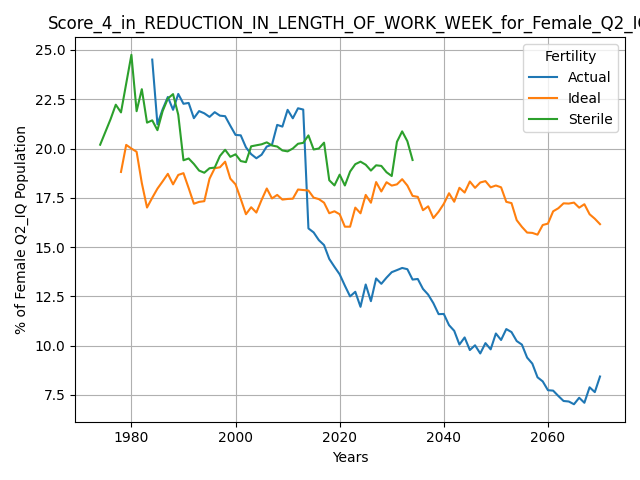 Score_4_in_REDUCTION_IN_LENGTH_OF_WORK_WEEK_for_Female_Q2_IQ
Fertility
Actual
Ideal
Sterile
% of Female Q2_IQ Population
25.0
22.5
20.0
17.5
15.0
12.5
10.0
7.5
1980
2000
2020
2040
2060
Years